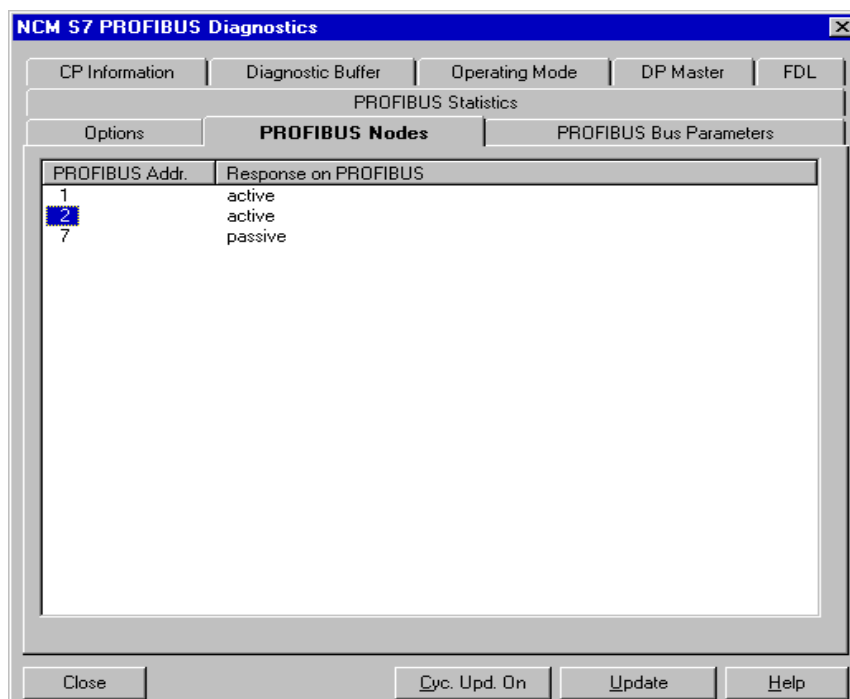 NCM S7 PROFIBUS Diagnostics
CP Information Diagnostic Buffer Operating Mode DP Master FDL
PROFIBUS Statistics
Options PROFIBUS Nodes PROFIBUS Bus Parameters
PROFIBUS Addr. Response on PROFIBUS
1 active
2 active
7 passive
Close Cyc. Upd. On Update Help